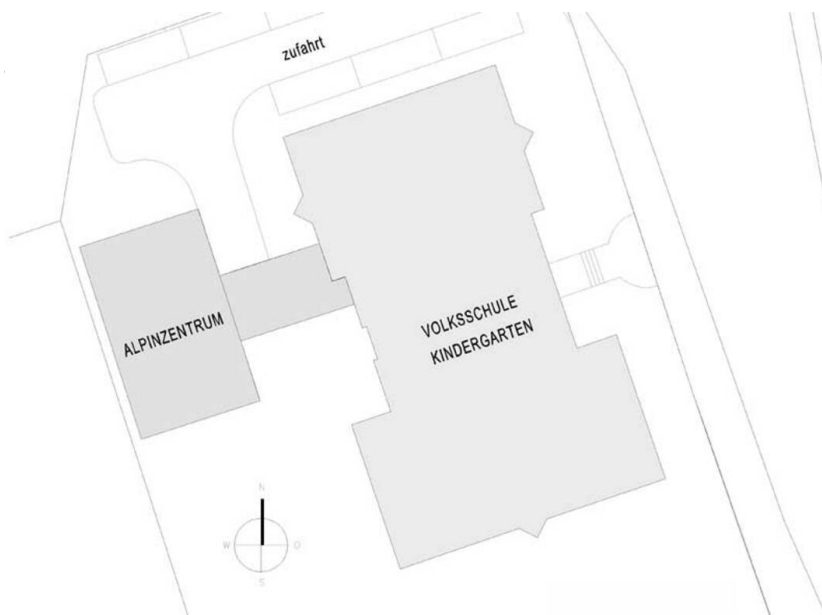 zufahrt
ALPINZENTRUM
VOLKSSCHULE
KINDERGARTEN
N
W O
S